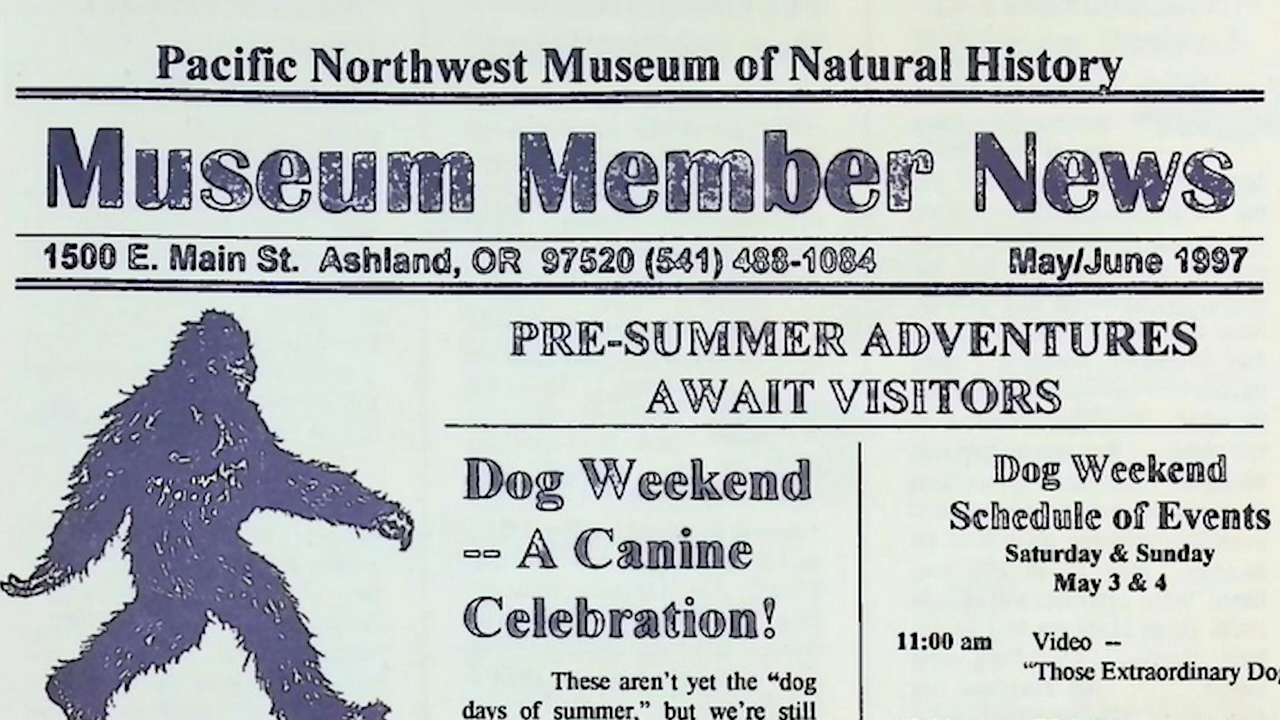 Pacific Northwest Museum of Natural History
Museum Member News
1500 E. Main St. Ashland, OR 97520 (541) 488-1084 May/June 1997
PRE-SUMMER ADVENTURES
AWAIT VISITORS
Dog Weekend
-- A Canine
Celebration!
These aren't yet the “dog
days of summer,” but we're still
Dog Weekend
Schedule of Events
Saturday & Sunday
May 3 & 4
11:00 am Video --
“Those Extraordinary